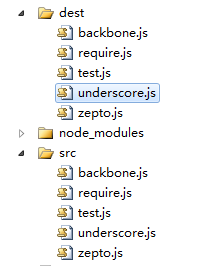 dest
backbone.js
require.js
test.js
underscore.js
zepto.js
node_modules
src
backbone.js
require.js
test.js
underscore.js
zepto.js